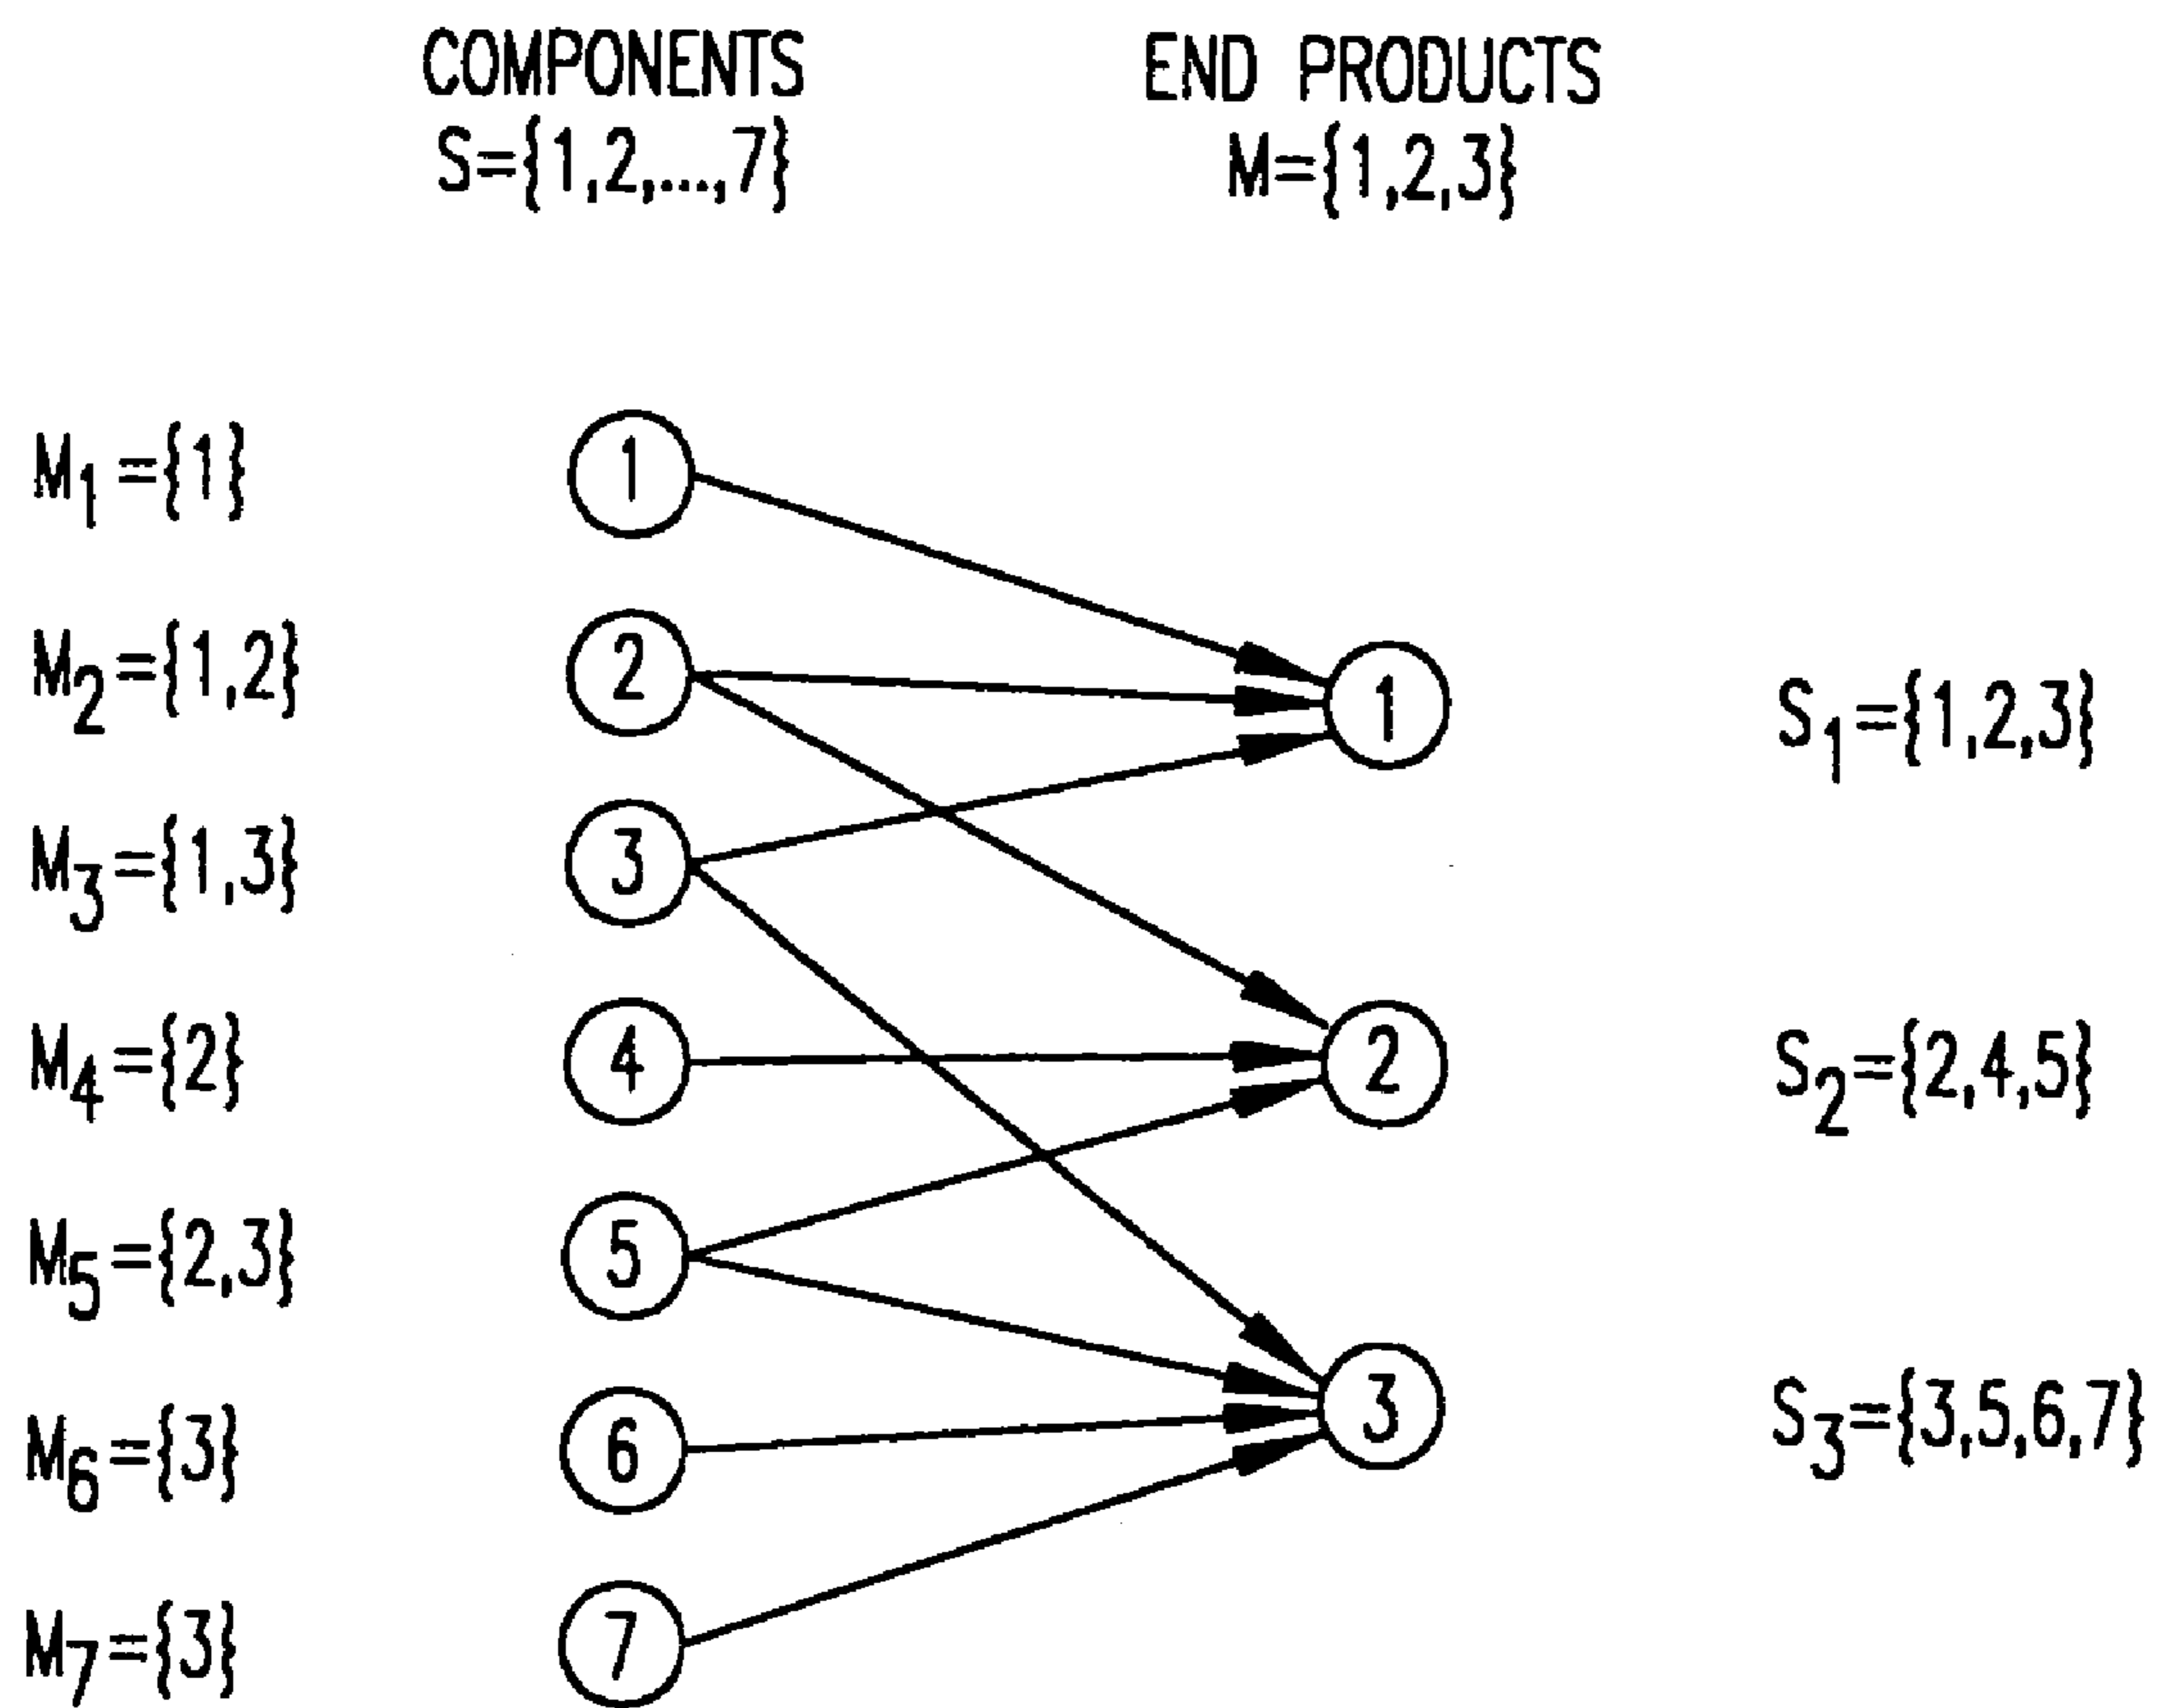 COMPONENTS
S={1,2,...,7}
END PRODUCTS
M={1,2,3}
M1={1}
1
M2={1,2}
2
1
S1={1,2,3}
M3={1,3}
3
M4={2}
4
2
S2={2,4,5}
M5={2,3}
5
3
S3={3,5,6,7}
M6={3}
6
M7={3}
7